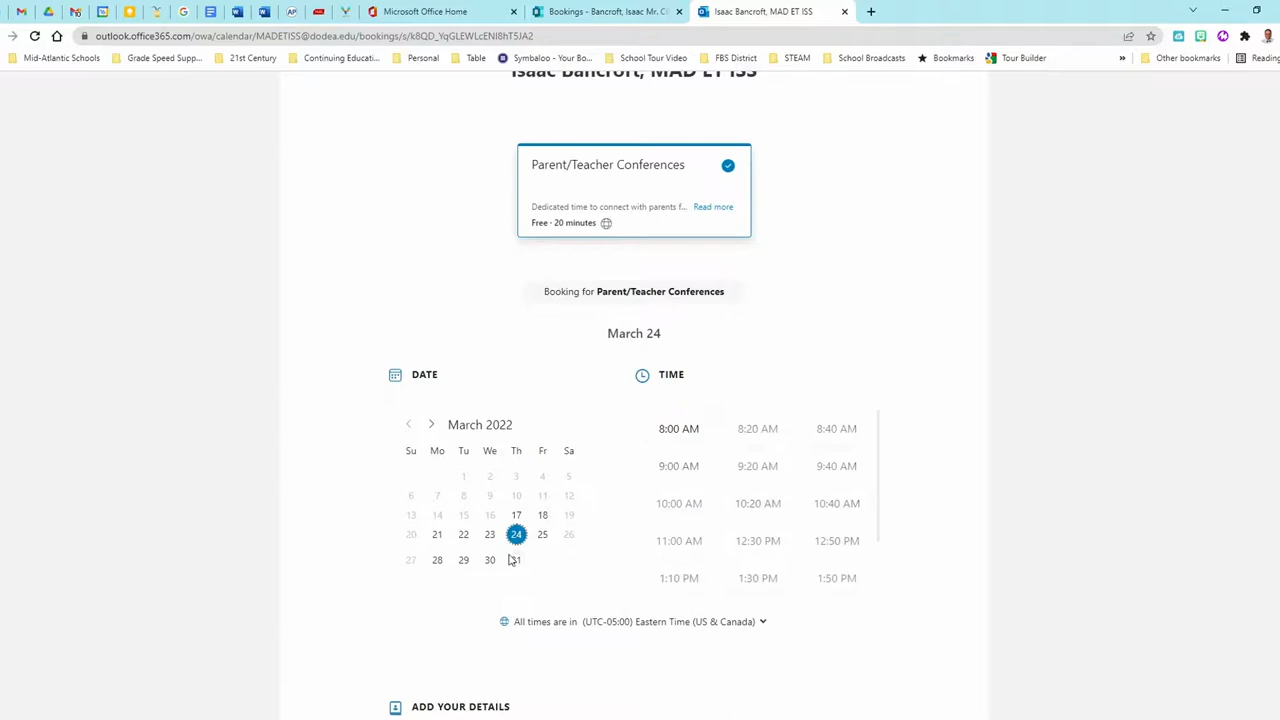 Microsoft Office Home
Bookings – Bancroft, Isaac Mr. C
Isaac Bancroft, MAD ET ISS
outlook.office365.com/owa/calendar/MADETISS@dodea.edu/bookings/s/k8QD_YqGLEWLcENI8hT5JA2
Mid-Atlantic Schools
Grade Speed Supp...
21st Century
Continuing Educati...
Personal
Table
Symbaloo - Your Bo...
School Tour Video
FBS District
STEAM
School Broadcasts
Bookmarks
Tour Builder
»
Other bookmarks
Reading
Isaac Bancroft, MAD ET ISS
Parent/Teacher Conferences
Dedicated time to connect with parents f... Read more
Free · 20 minutes
Booking for Parent/Teacher Conferences
March 24
DATE
TIME
March 2022
Su Mo Tu We Th Fr Sa
1 2 3 4 5
6 7 8 9 10 11 12
13 14 15 16 17 18 19
20 21 22 23 24 25 26
27 28 29 30 31
8:00 AM 8:20 AM 8:40 AM
9:00 AM 9:20 AM 9:40 AM
10:00 AM 10:20 AM 10:40 AM
11:00 AM 12:30 PM 12:50 PM
1:10 PM 1:30 PM 1:50 PM
All times are in (UTC-05:00) Eastern Time (US & Canada)
ADD YOUR DETAILS